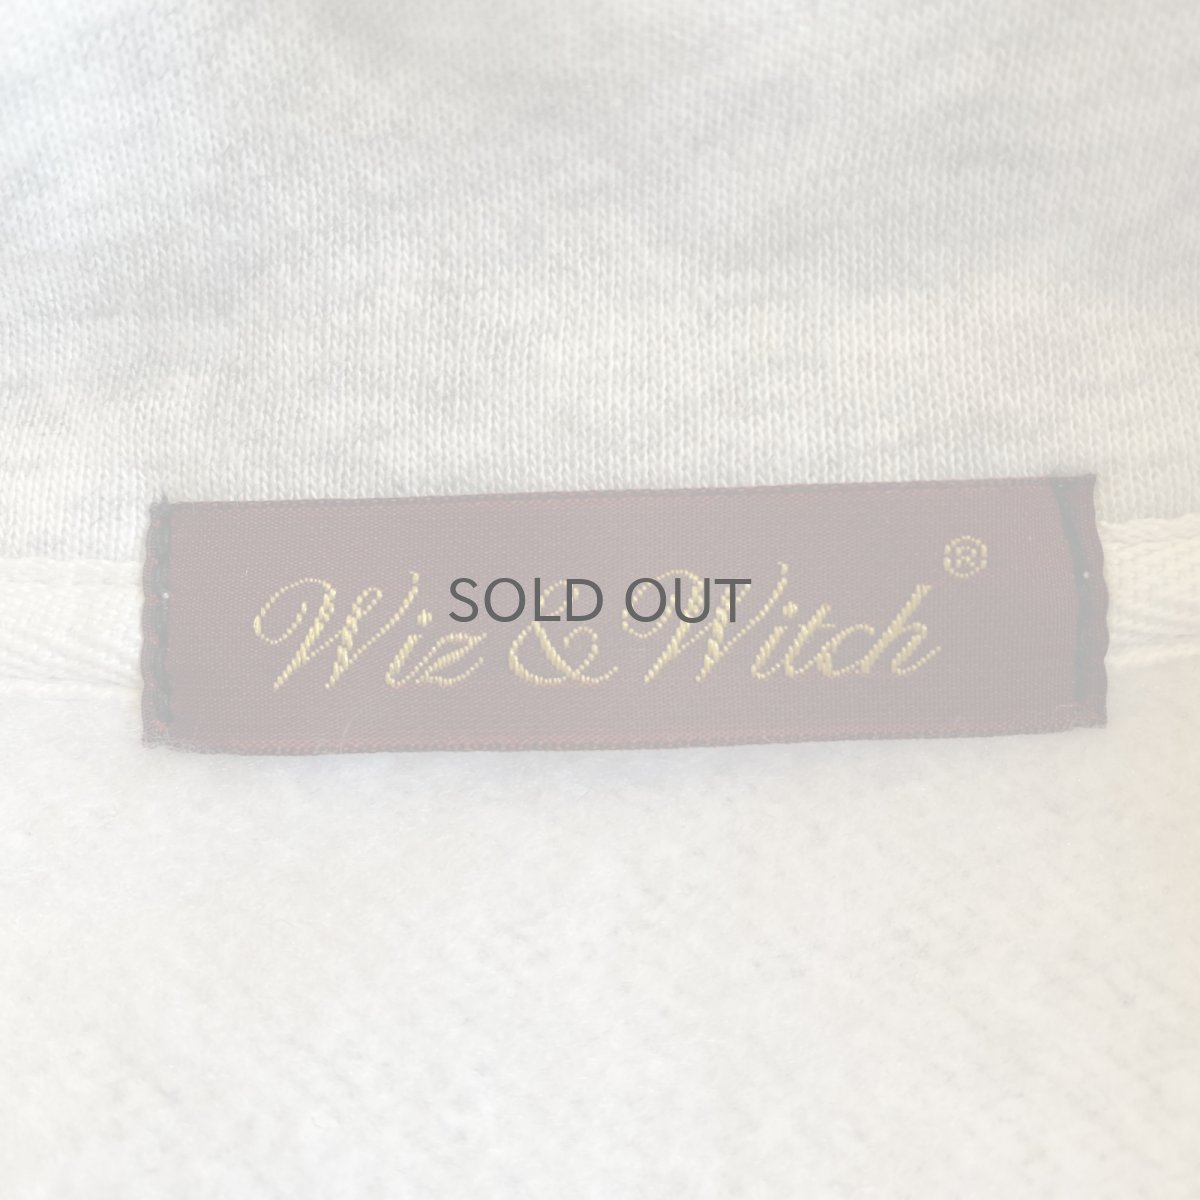 Wiz & Witch ®
SOLD OUT